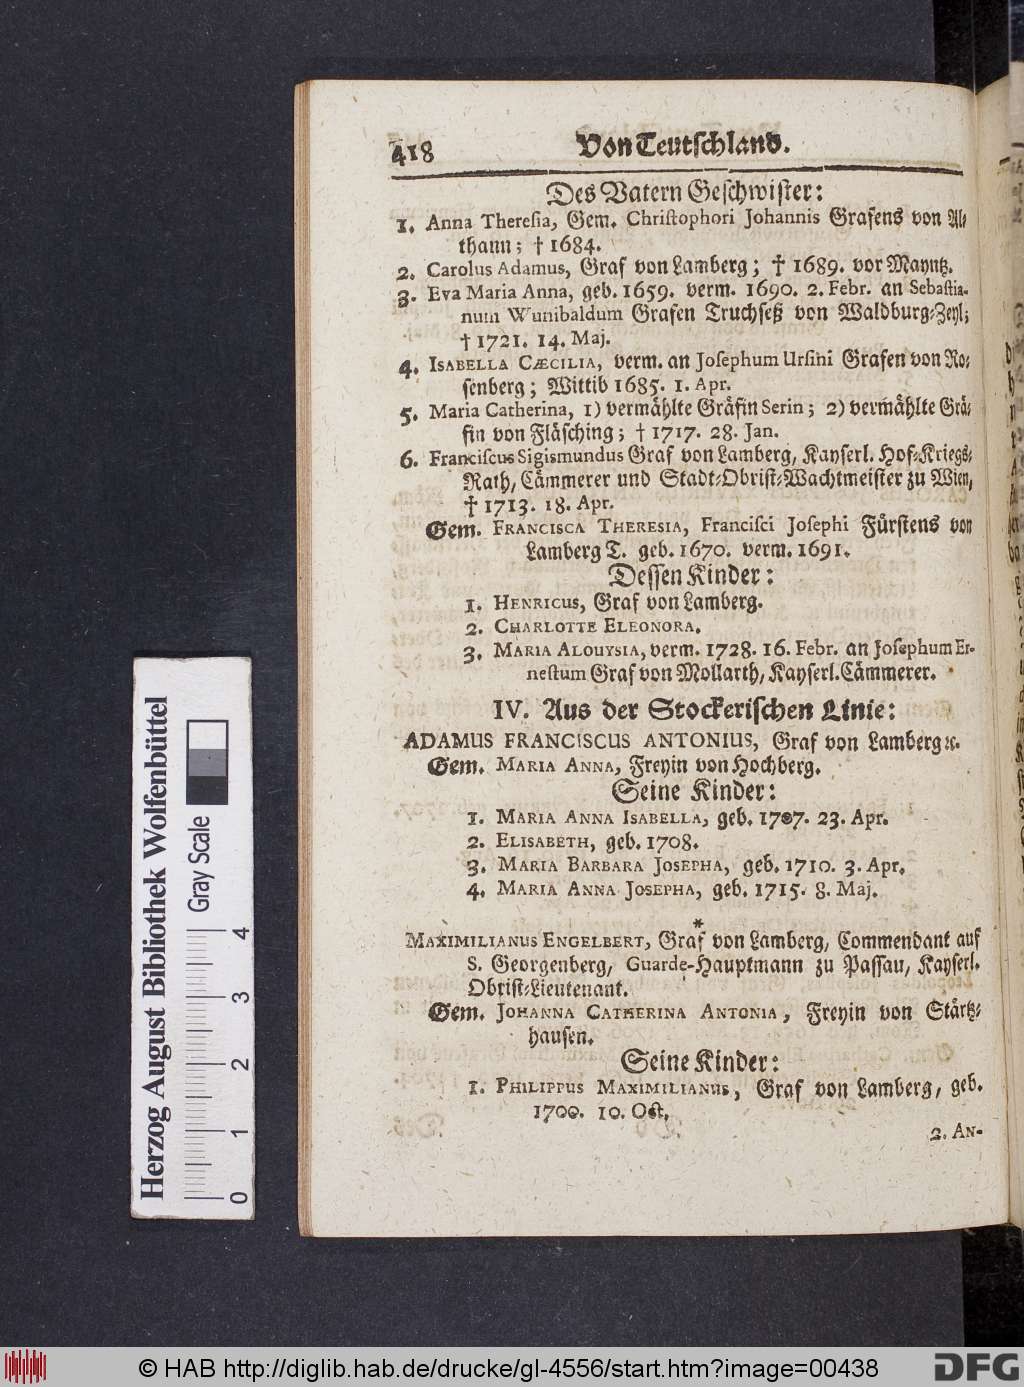 418 Von Teutschland.
Des Vatern Geschwister:
1. Anna Theresia, Gem. Christophori Johannis Grafens von Al-
thann; † 1684.
2. Carolus Adamus, Graf von Lamberg; † 1689. vor Mayntz.
3. Eva Maria Anna, geb. 1659. verm. 1690. 2. Febr. an Sebastia-
num Wunibaldum Grafen Truchseß von Waldburg-Zeyl;
† 1721. 14. Maj.
4. ISABELLA CÆCILIA, verm. an Josephum Ursini Grafen von Ro-
senberg; Wittib 1685. 1. Apr.
5. Maria Catherina, 1) vermählte Gräfin Serin; 2) vermählte Grä-
fin von Fläsching; † 1717. 28. Jan.
6. Franciscus Sigismundus Graf von Lamberg, Kayserl. Hof-Kriegs-
Rath, Cämmerer und Stadt-Obrist-Wachtmeister zu Wien,
† 1713. 18. Apr.
Gem. FRANCISCA THERESIA, Francisci Josephi Fürstens von
Lamberg T. geb. 1670. verm. 1691.
Dessen Kinder:
1. HENRICUS, Graf von Lamberg.
2. CHARLOTTE ELEONORA.
3. MARIA ALOUYSIA, verm. 1728. 16. Febr. an Josephum Er-
nestum Graf von Mollarth, Kayserl. Cämmerer.
IV. Aus der Stockerischen Linie:
ADAMUS FRANCISCUS ANTONIUS, Graf von Lamberg ꝛc.
Gem. MARIA ANNA, Freyin von Hochberg.
Seine Kinder:
1. MARIA ANNA ISABELLA, geb. 1707. 23. Apr.
2. ELISABETH, geb. 1708.
3. MARIA BARBARA JOSEPHA, geb. 1710. 3. Apr.
4. MARIA ANNA JOSEPHA, geb. 1715. 8. Maj.
*
MAXIMILIANUS ENGELBERT, Graf von Lamberg, Commendant auf
S. Georgenberg, Guarde-Hauptmann zu Passau, Kayserl.
Obrist-Lieutenant.
Gem. JOHANNA CATHERINA ANTONIA, Freyin von Stärtz-
hausen.
Seine Kinder:
1. PHILIPPUS MAXIMILIANUS, Graf von Lamberg, geb.
1700. 10. Oct.
2. AN-
Herzog August Bibliothek Wolfenbüttel
Gray Scale
0 1 2 3 4
© HAB http://diglib.hab.de/drucke/gl-4556/start.htm?image=00438
DFG